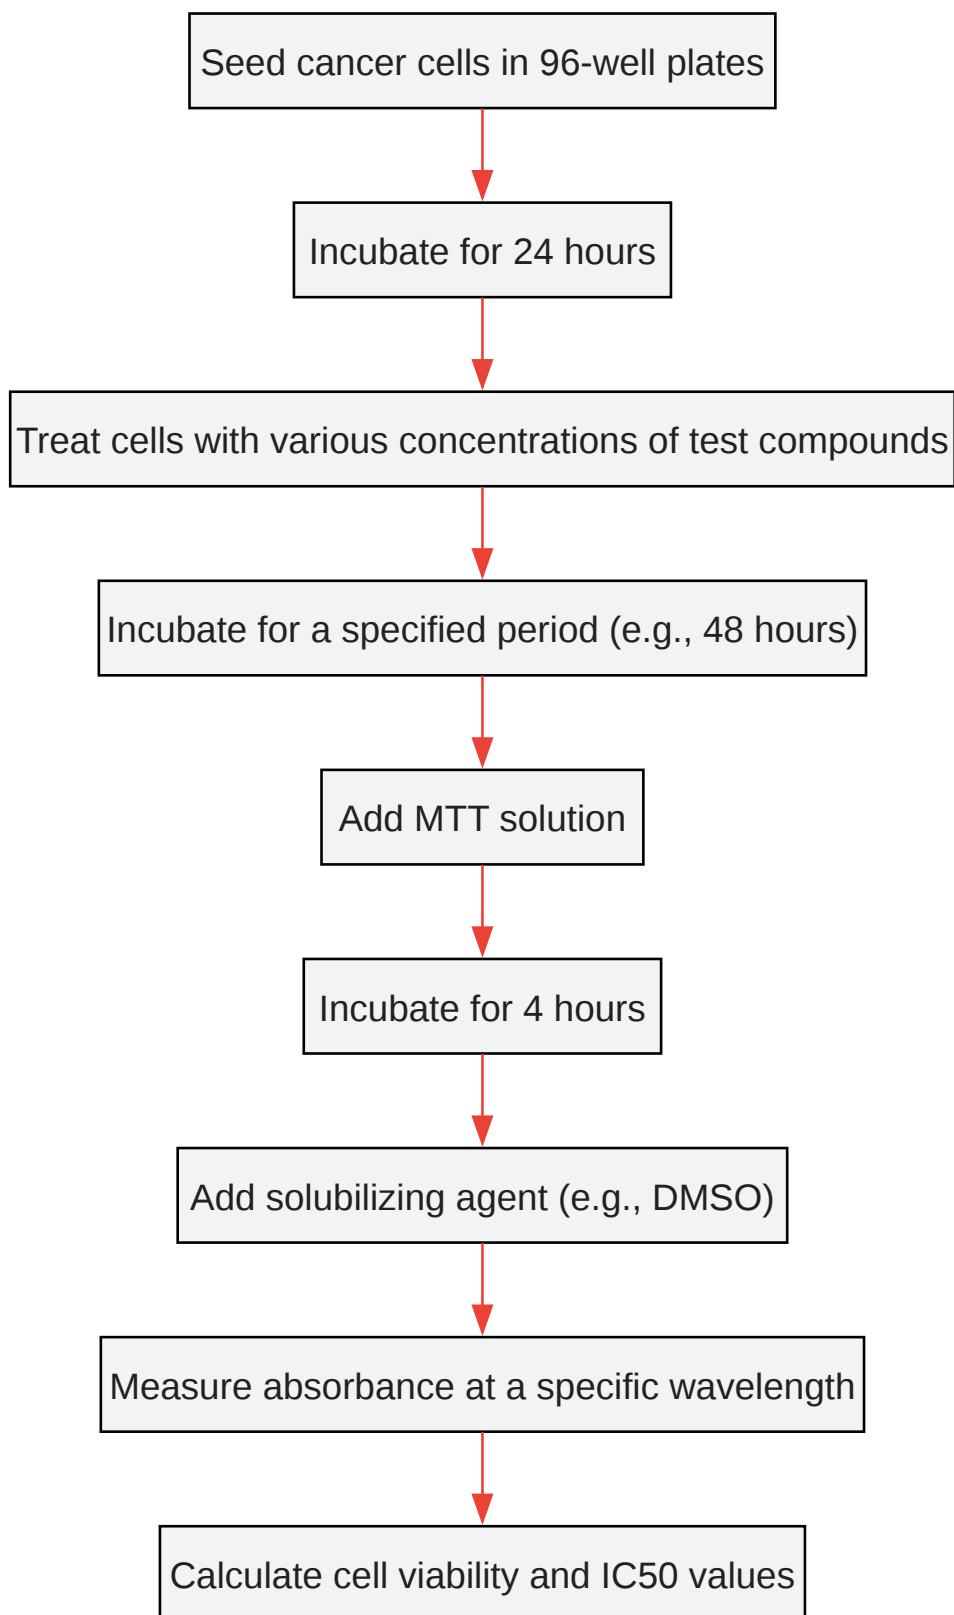 Seed cancer cells in 96-well plates
Incubate for 24 hours
Treat cells with various concentrations of test compounds
Incubate for a specified period (e.g., 48 hours)
Add MTT solution
Incubate for 4 hours
Add solubilizing agent (e.g., DMSO)
Measure absorbance at a specific wavelength
Calculate cell viability and IC50 values